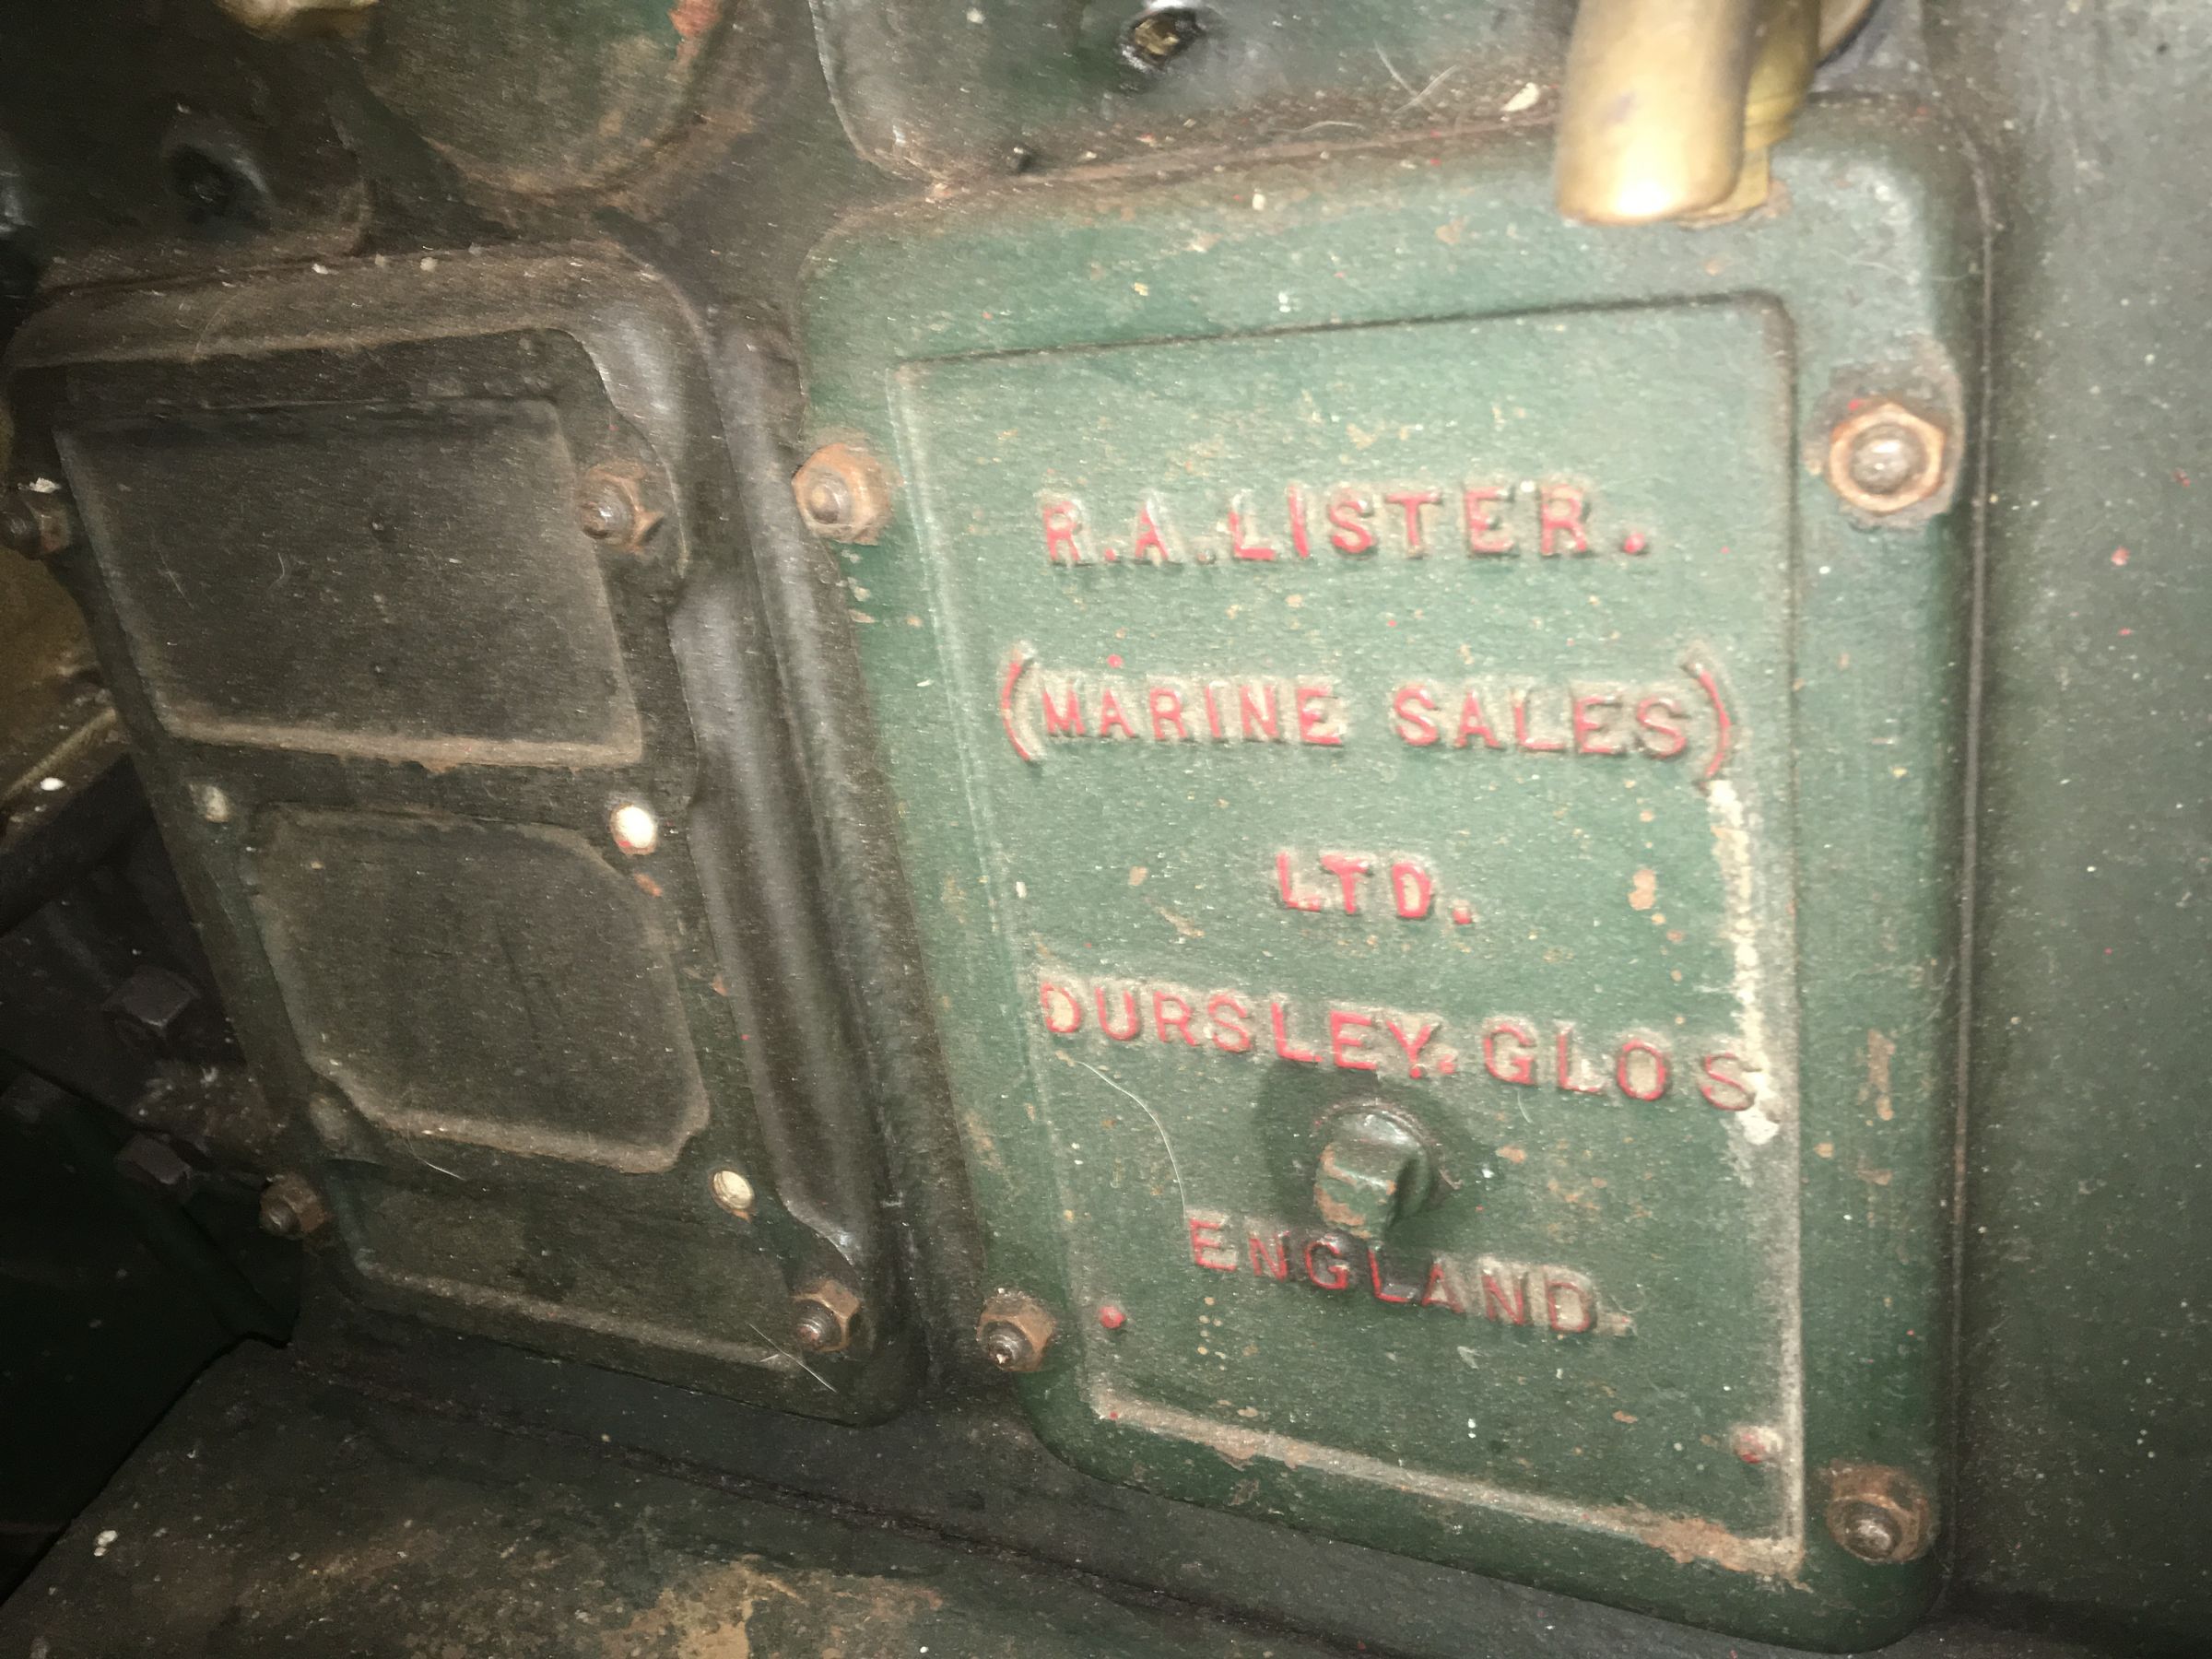 R.A.LISTER.
(MARINE SALES)
LTD.
DURSLEY.GLOS.
ENGLAND.